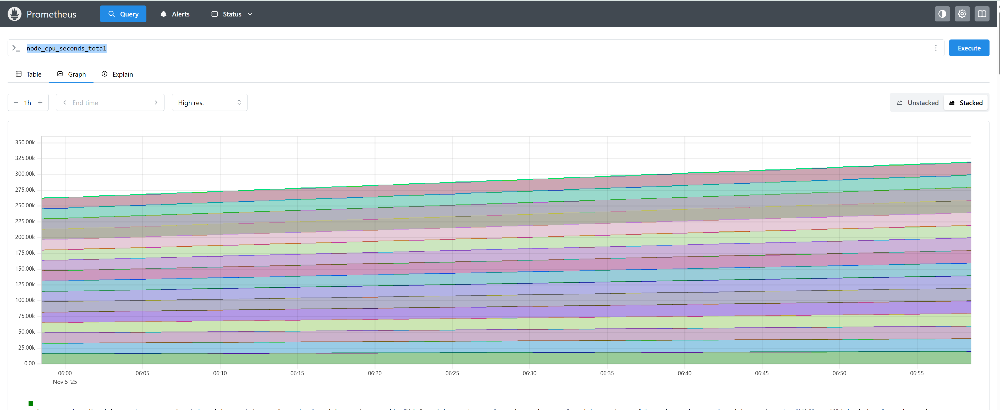 Prometheus Query Alerts Status
node_cpu_seconds_total Execute
Table Graph Explain
1h End time High res. Unstacked Stacked
350.00k
325.00k
300.00k
275.00k
250.00k
225.00k
200.00k
175.00k
150.00k
125.00k
100.00k
75.00k
50.00k
25.00k
0.00
06:00 06:05 06:10 06:15 06:20 06:25 06:30 06:35 06:40 06:45 06:50 06:55
Nov 5 '25